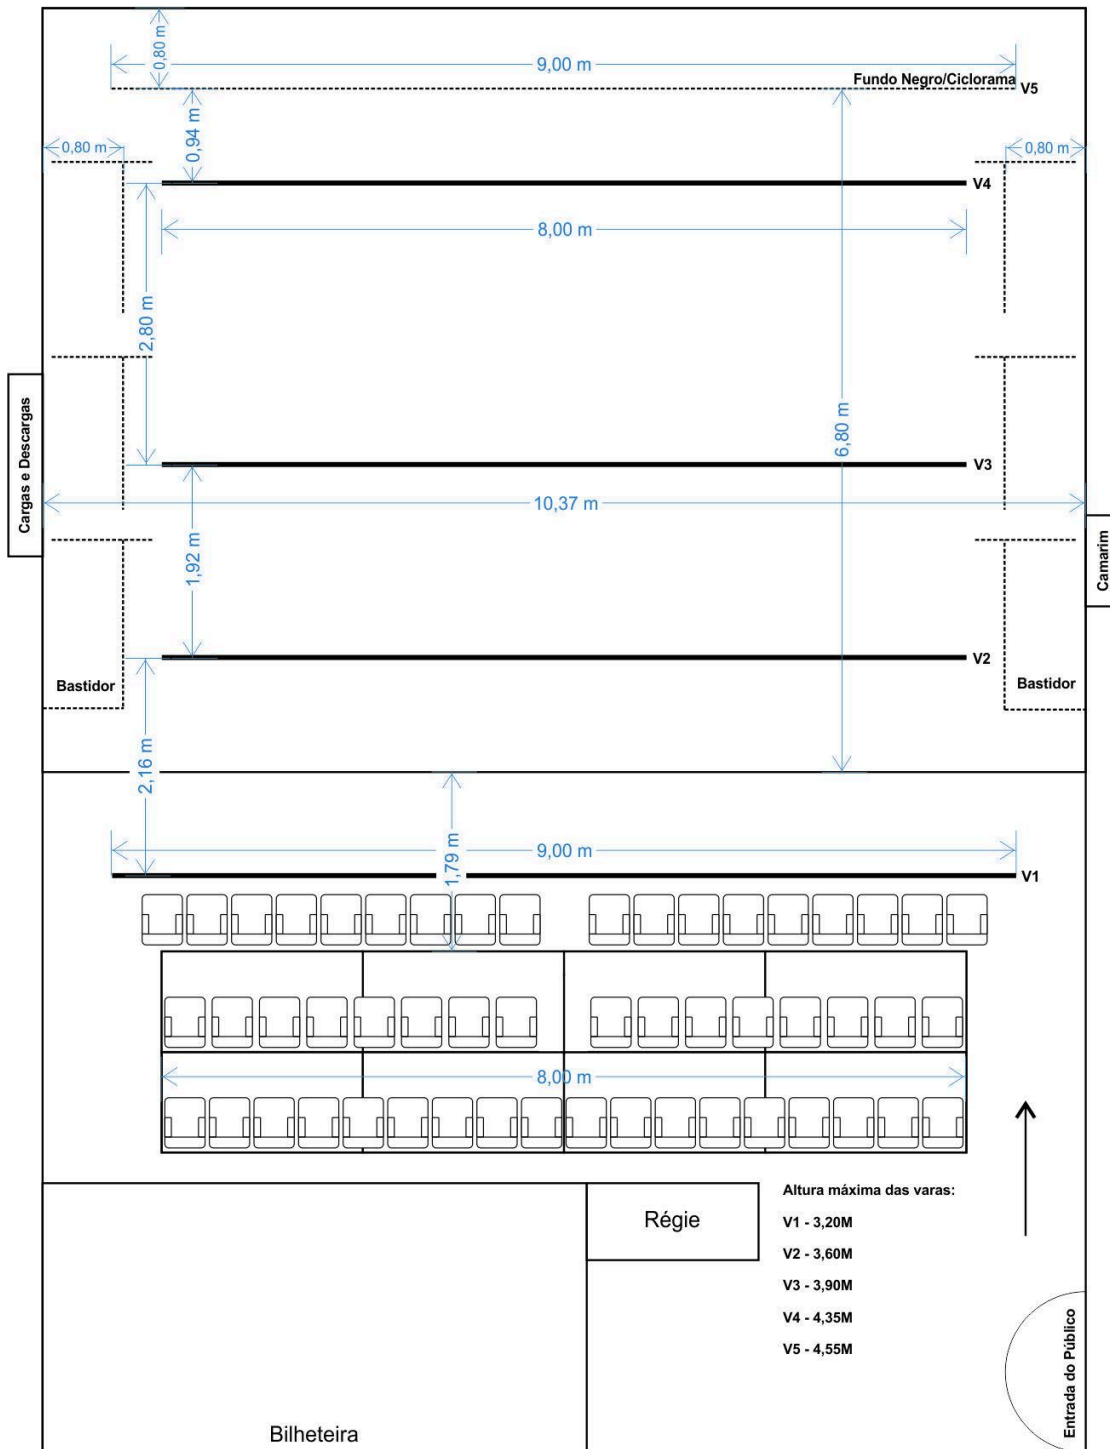 0,80 m
9,00 m
Fundo Negro/Ciclorama
V5
0,94 m
0,80 m
0,80 m
V4
8,00 m
2,80 m
6,80 m
Cargas e Descargas
V3
10,37 m
Camarim
1,92 m
V2
Bastidor
Bastidor
2,16 m
1,79 m
9,00 m
V1
8,00 m
Régie
Altura máxima das varas:
V1 - 3,20M
V2 - 3,60M
V3 - 3,90M
V4 - 4,35M
V5 - 4,55M
Entrada do Público
Bilheteira